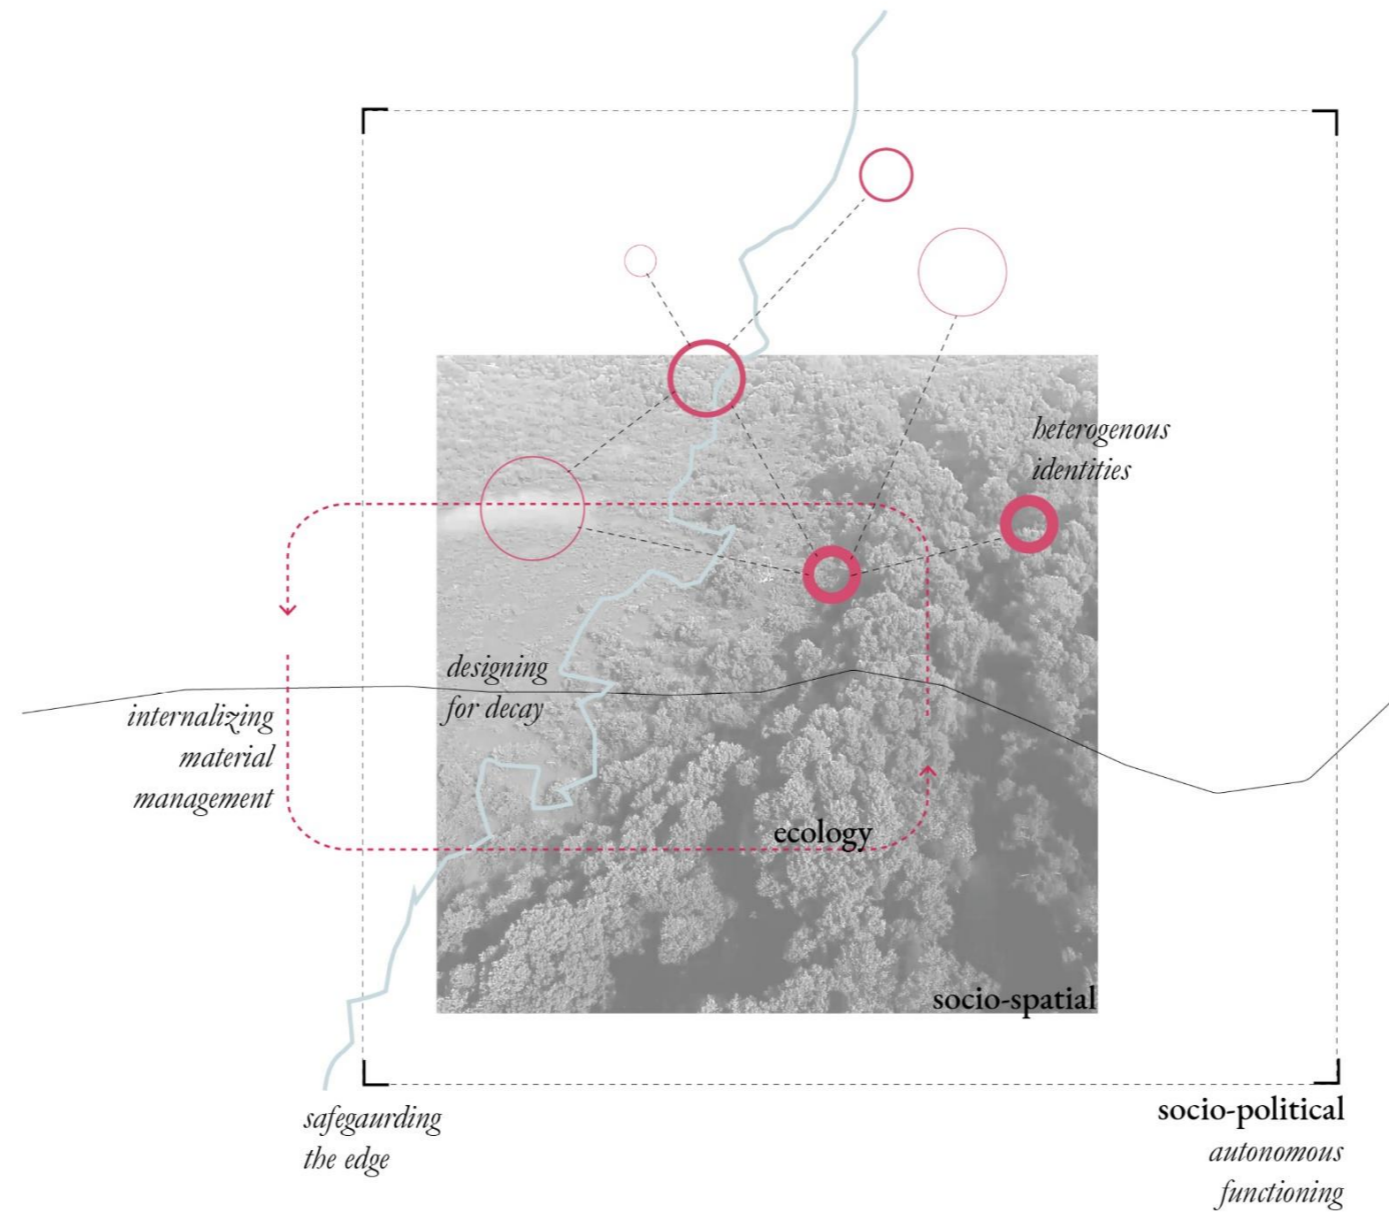 heterogenous
identities
designing
for decay
internalizing
material
management
ecology
socio-spatial
safegaurding
the edge
socio-political
autonomous
functioning